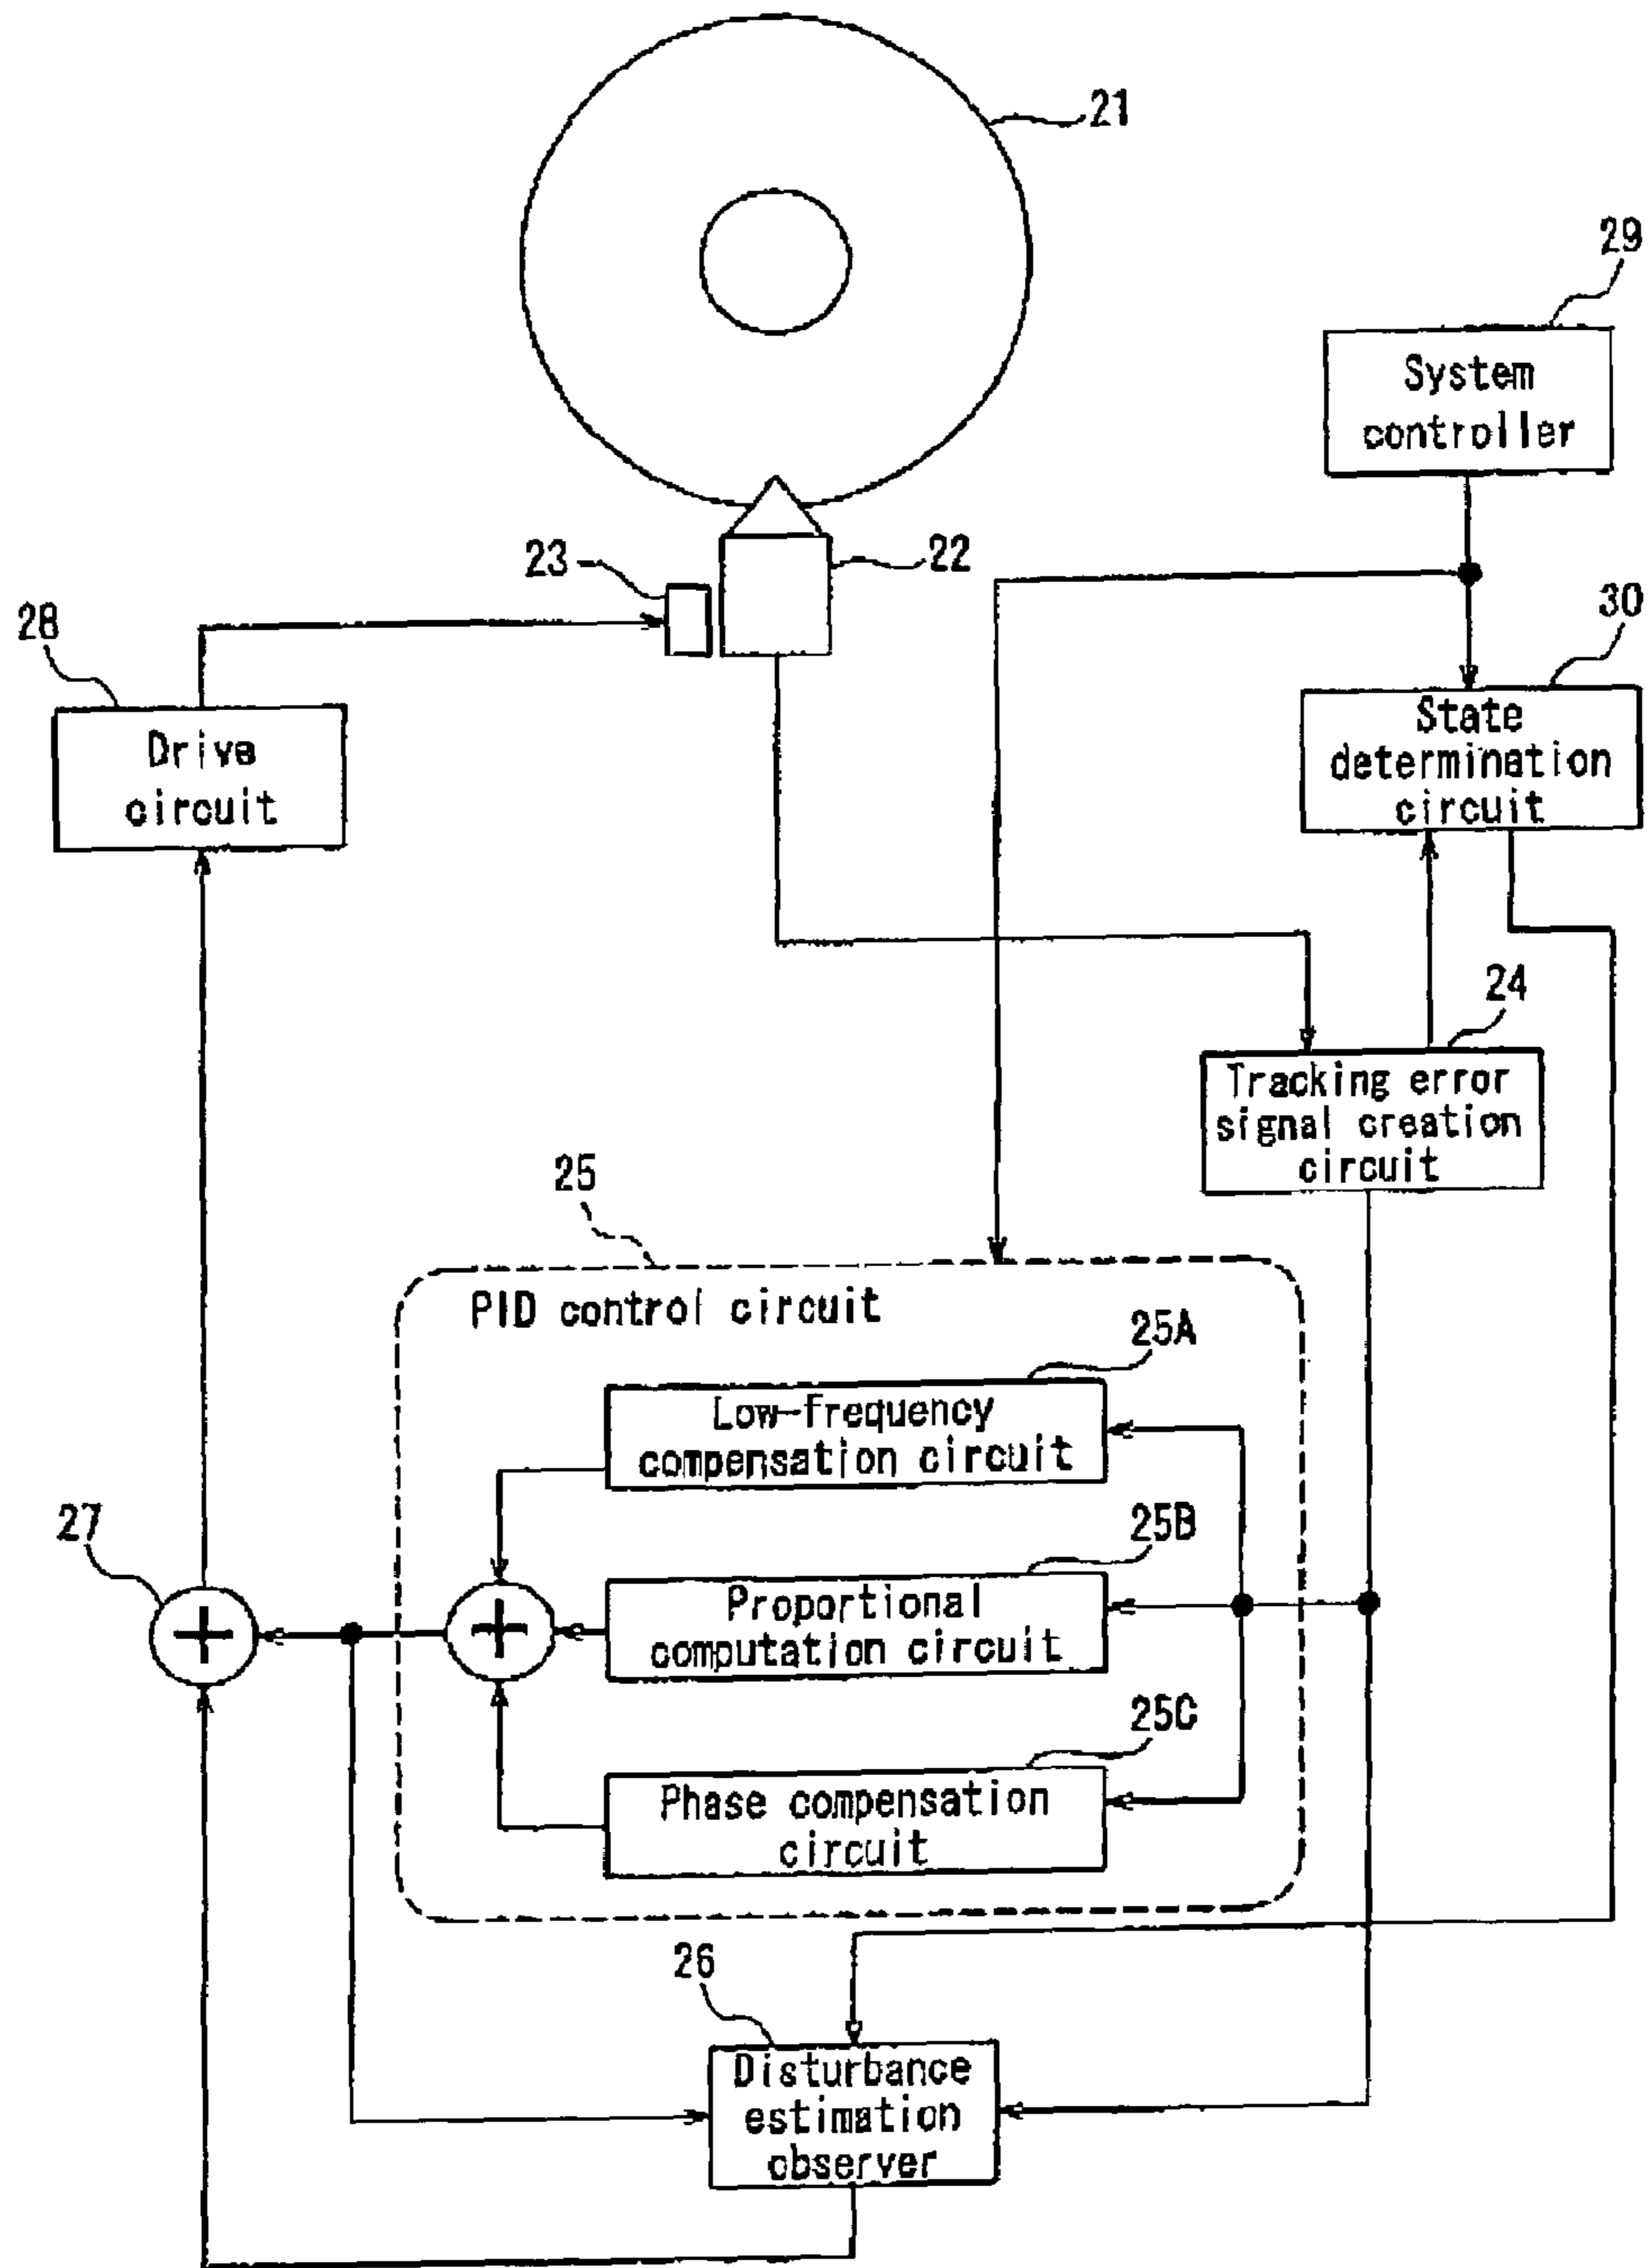 21
29
System
controller
23
22
28
30
Drive
circuit
State
determination
circuit
24
Tracking error
signal creation
circuit
25
PID control circuit
25A
Low-frequency
compensation circuit
27
25B
Proportional
computation circuit
25C
Phase compensation
circuit
26
Disturbance
estimation
observer